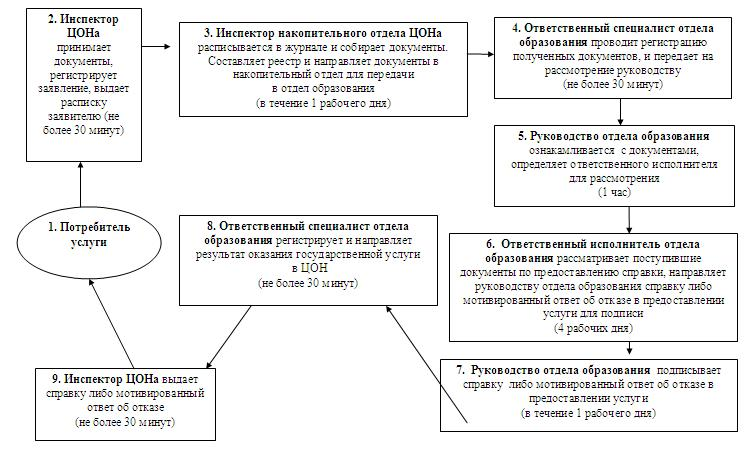 1. Потребитель
услуги
2. Инспектор
ЦОНа
принимает
документы,
регистрирует
заявление, выдает
расписку
заявителю (не
более 30 минут)
3. Инспектор накопительного отдела ЦОНа
расписывается в журнале и собирает документы.
Составляет реестр и направляет документы в
накопительный отдел для передачи
в отдел образования
(в течение 1 рабочего дня)
4. Ответственный специалист отдела
образования проводит регистрацию
полученных документов, и передает на
рассмотрение руководству
(не более 30 минут)
5. Руководство отдела образования
ознакамливается с документами,
определяет ответственного исполнителя
для рассмотрения
(1 час)
6. Ответственный исполнитель отдела
образования рассматривает поступившие
документы по предоставлению справки, направляет
руководству отдела образования справку либо
мотивированный ответ об отказе в предоставлении
услуги для подписи
(4 рабочих дня)
7. Руководство отдела образования подписывает
справку либо мотивированный ответ об отказе в
предоставлении услуги
(в течение 1 рабочего дня)
8. Ответственный специалист отдела
образования регистрирует и направляет
результат оказания государственной услуги
в ЦОН
(не более 30 минут)
9. Инспектор ЦОНа выдает
справку либо мотивированный
ответ об отказе
(не более 30 минут)